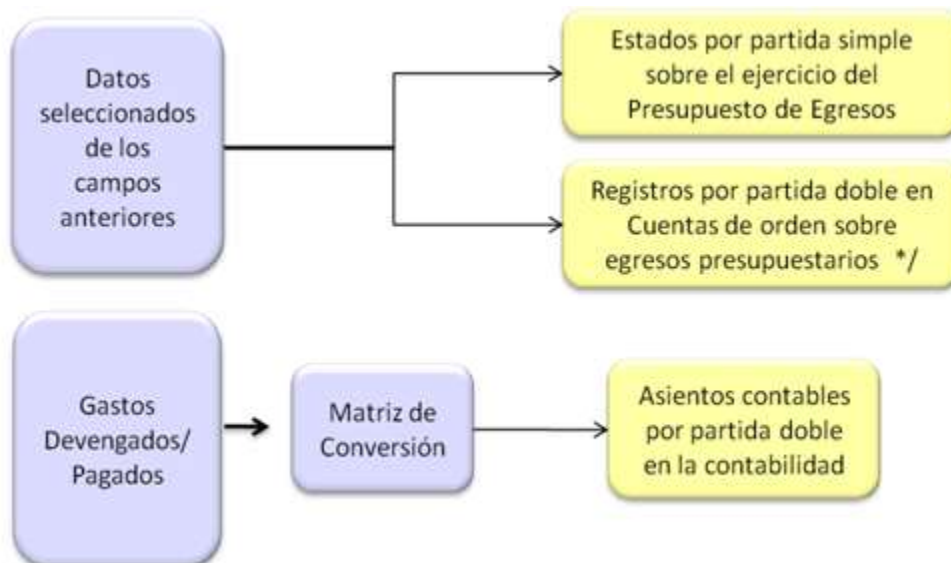 Datos
seleccionados
de los
campos
anteriores
Estados por partida simple
sobre el ejercicio del
Presupuesto de Egresos
Registros por partida doble en
Cuentas de orden sobre
egresos presupuestarios */
Gastos
Devengados/
Pagados
Matriz de
Conversión
Asientos contables
por partida doble
en la contabilidad